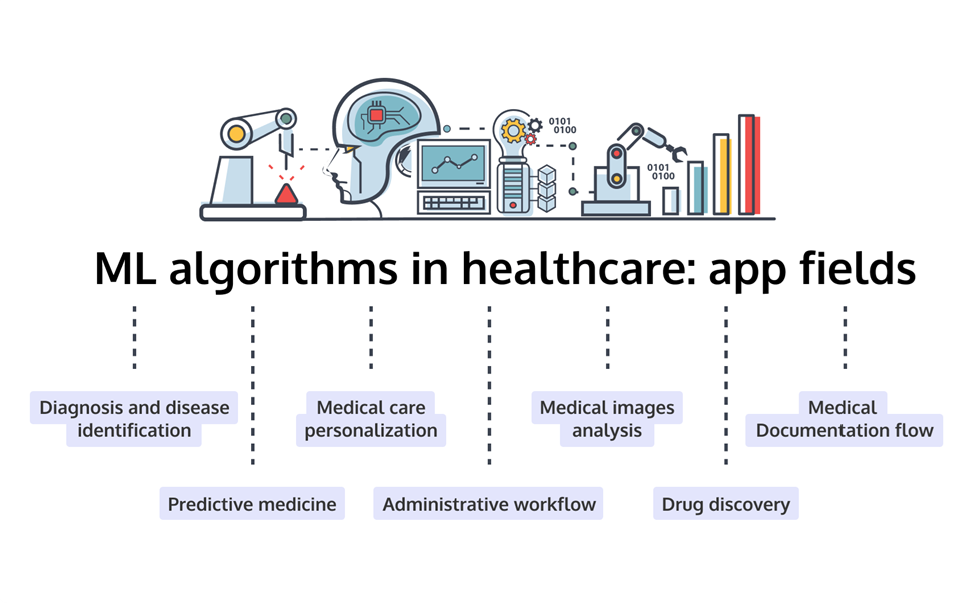 0101
0100
0101
100
ML algorithms in healthcare: app fields
Diagnosis and disease
identification
Medical care
personalization
Medical images
analysis
Medical
Documentation flow
Predictive medicine
Administrative workflow
Drug discovery